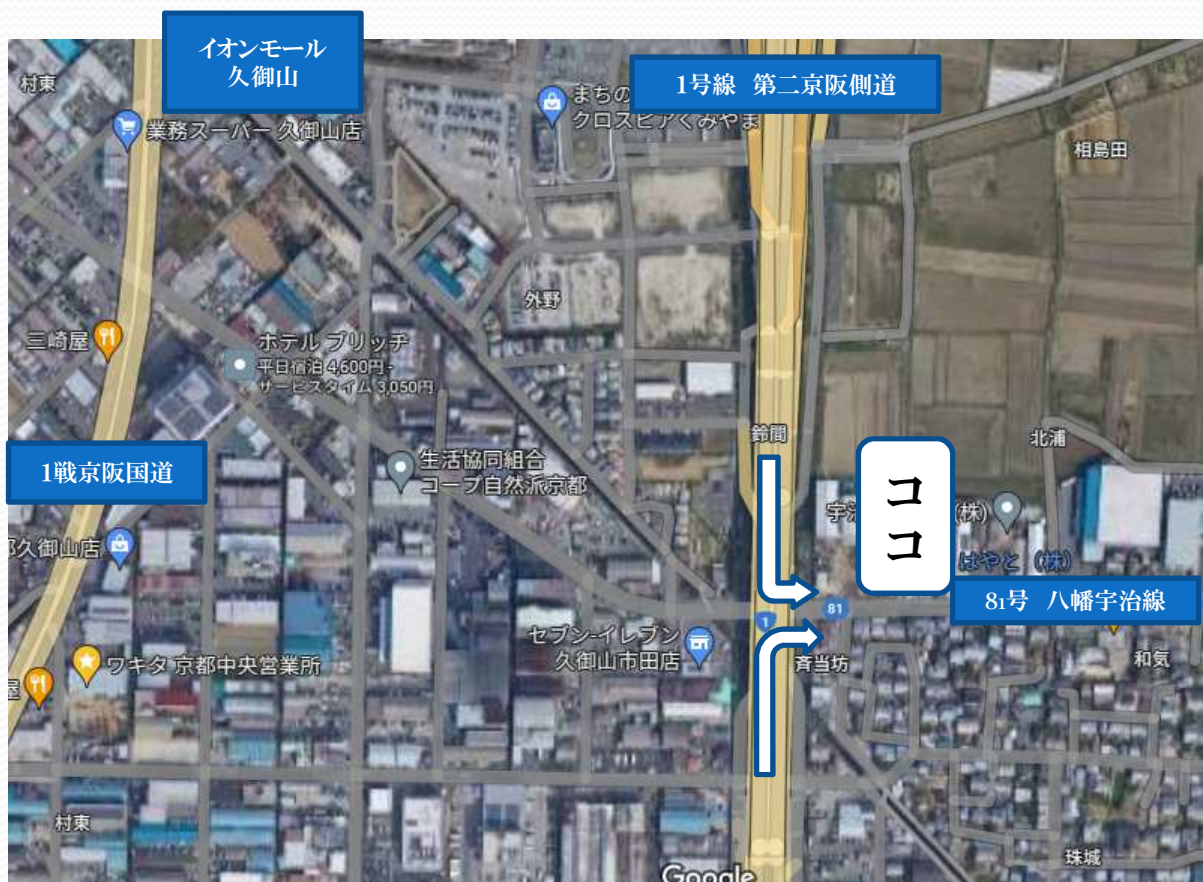 イオンモール
久御山
1号線 第二京阪側道
村東
業務スーパー 久御山店
まちの
クロスピアくみやま
相島田
外野
三崎屋
ホテル ブリッヂ
平日宿泊 4,600円 -
サービスタイム 3,050円
1戦京阪国道
生活協同組合
コープ自然派京都
鈴間
北浦
ココ
(株)
久御山店
はやと (株)
81号 八幡宇治線
81
1
セブン-イレブン
久御山市田店
斉当坊
和気
ワキタ 京都中央営業所
屋
村東
珠城
Google